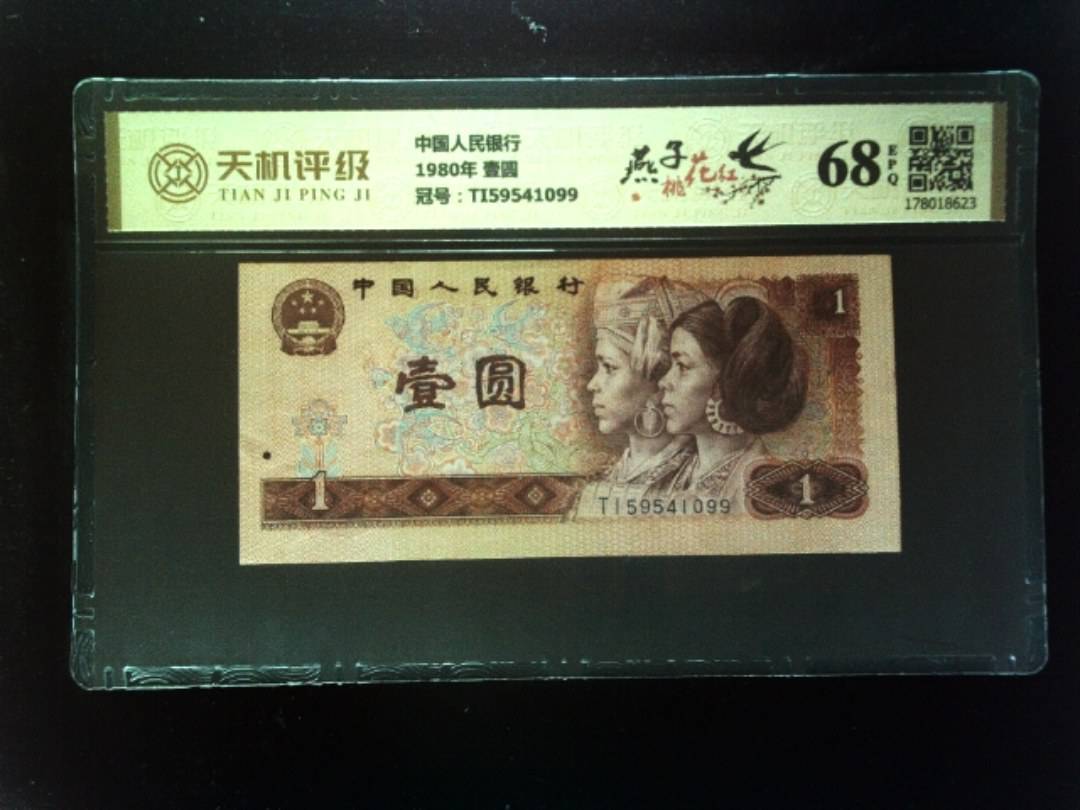 天机评级
TIAN JI PING JI
中国人民银行
1980年 壹圆
冠号：TI59541099
燕子
桃花红
68
EPQ
178018623
中国人民银行
壹圆
1
1
TI59541099
1